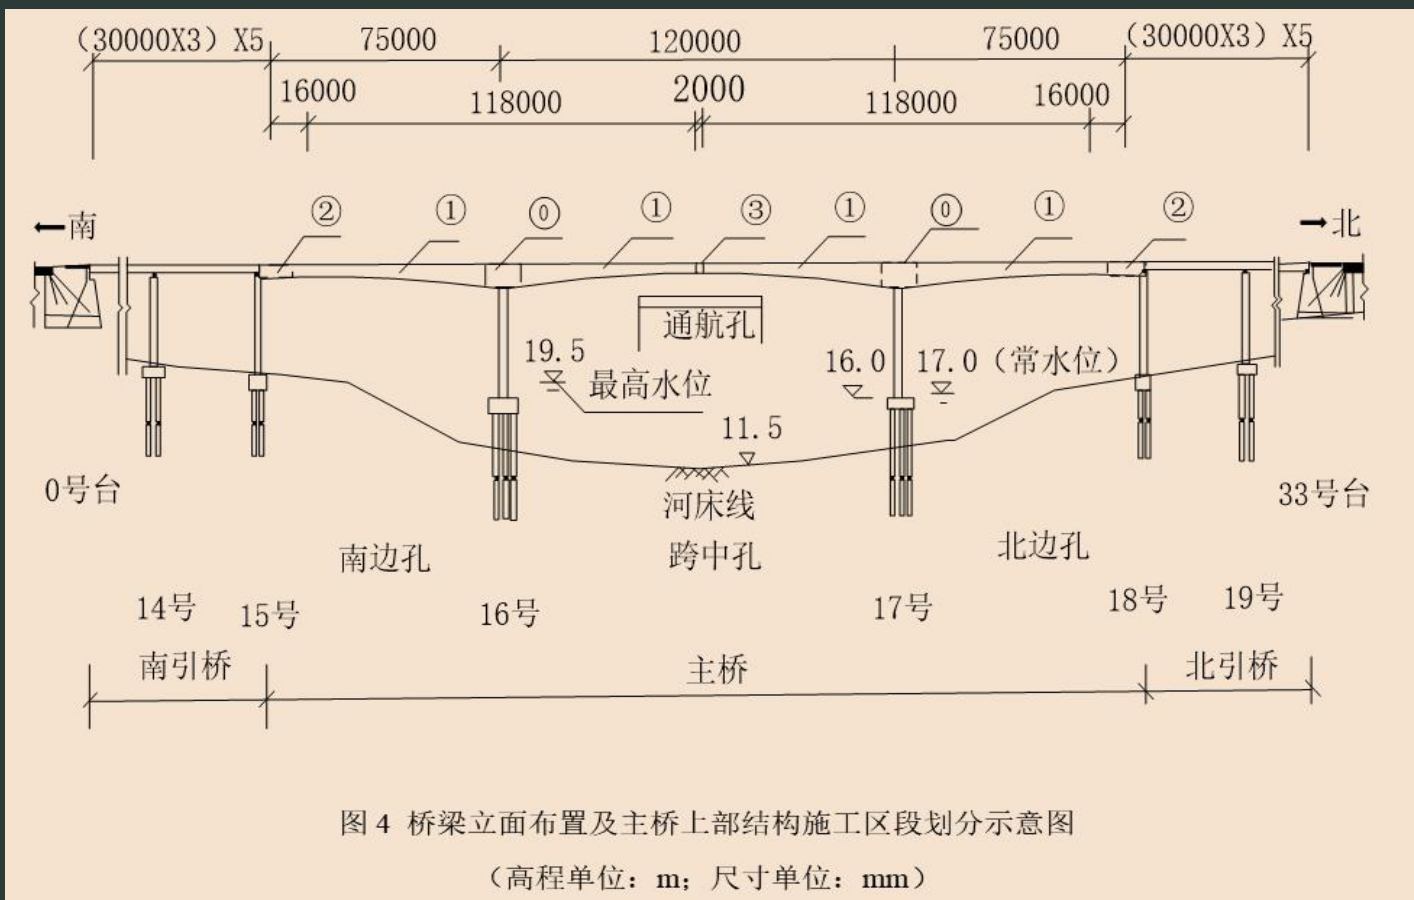 （30000X3）X5 75000 120000 75000 （30000X3）X5
16000 118000 2000 118000 16000
② ① ⓪ ① ③ ① ⓪ ① ②
南 北
通航孔
19.5 16.0 17.0（常水位）
最高水位
11.5
0号台 河床线 33号台
南边孔 跨中孔 北边孔
14号 15号 16号 17号 18号 19号
南引桥 主桥 北引桥
图 4 桥梁立面布置及主桥上部结构施工区段划分示意图
（高程单位：m；尺寸单位：mm）